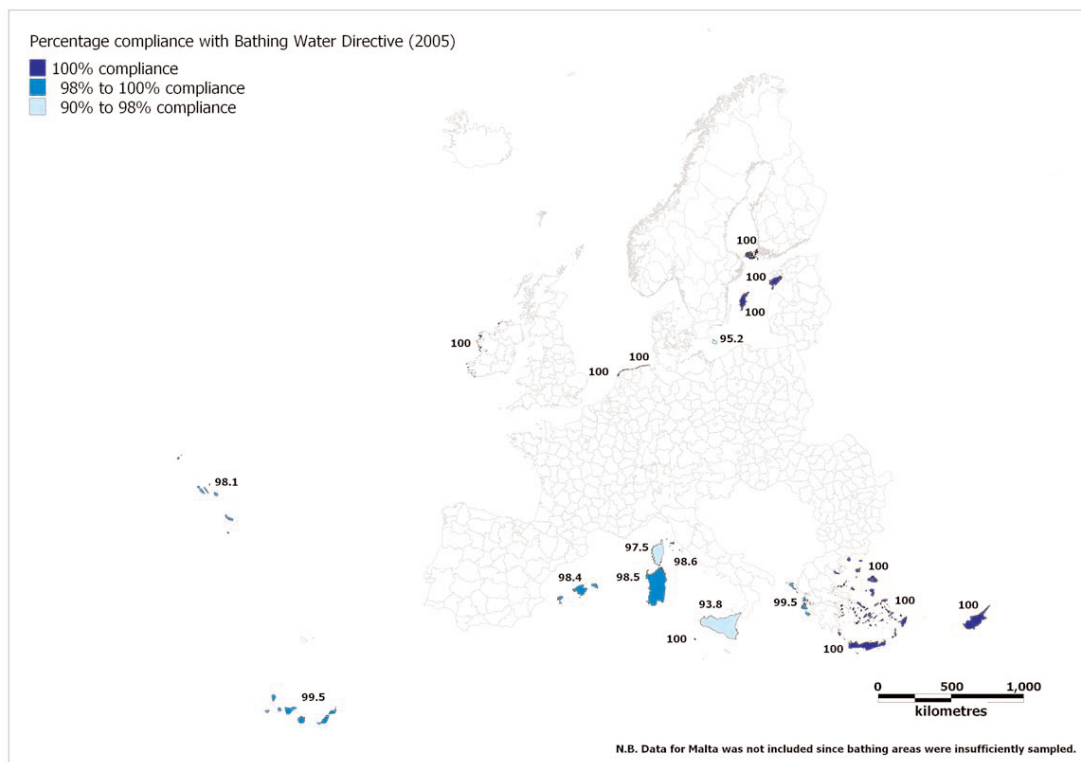 Percentage compliance with Bathing Water Directive (2005)
100% compliance
98% to 100% compliance
90% to 98% compliance
100
100
100
95.2
100
100
100
98.1
97.5
98.6
98.4
98.5
100
99.5
100
93.8
100
100
100
99.5
0 500 1,000
kilometres
N.B. Data for Malta was not included since bathing areas were insufficiently sampled.